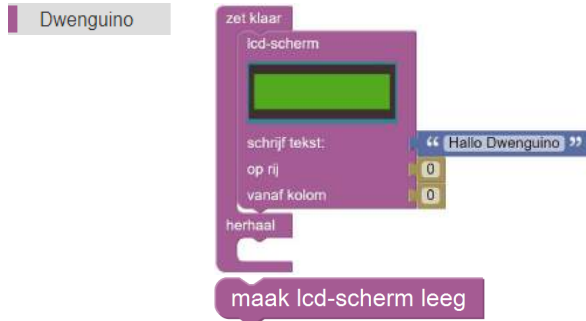 Dwenguino
zet klaar
lcd-scherm
schrijf tekst: “ Hallo Dwenguino ”
op rij 0
vanaf kolom 0
herhaal
maak lcd-scherm leeg